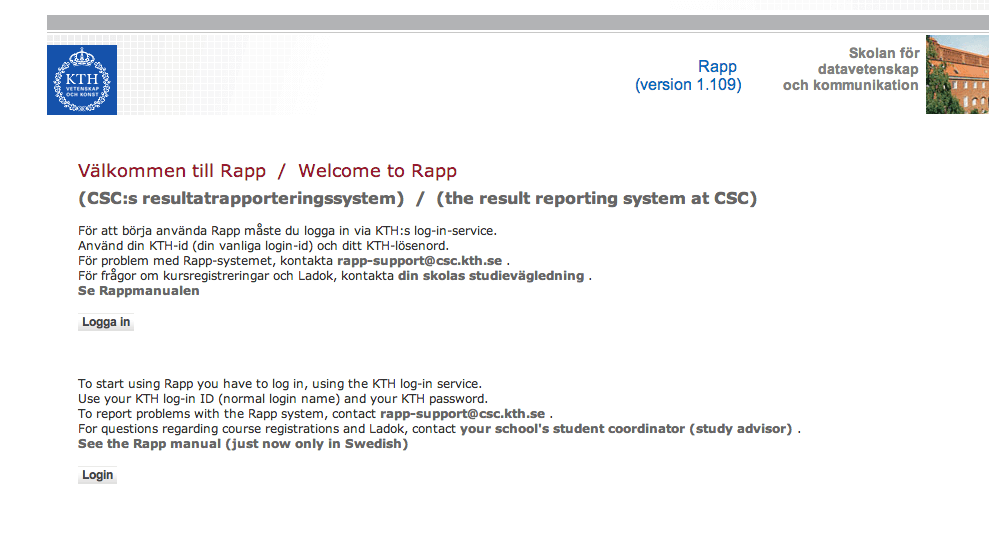 KTH
VETENSKAP
OCH KONST
Rapp
(version 1.109)
Skolan för
datavetenskap
och kommunikation
Välkommen till Rapp / Welcome to Rapp
(CSC:s resultatrapporteringssystem) / (the result reporting system at CSC)
För att börja använda Rapp måste du logga in via KTH:s log-in-service.
Använd din KTH-id (din vanliga login-id) och ditt KTH-lösenord.
För problem med Rapp-systemet, kontakta rapp-support@csc.kth.se .
För frågor om kursregistreringar och Ladok, kontakta din skolas studievägledning .
Se Rappmanualen
Logga in
To start using Rapp you have to log in, using the KTH log-in service.
Use your KTH log-in ID (normal login name) and your KTH password.
To report problems with the Rapp system, contact rapp-support@csc.kth.se .
For questions regarding course registrations and Ladok, contact your school's student coordinator (study advisor) .
See the Rapp manual (just now only in Swedish)
Login